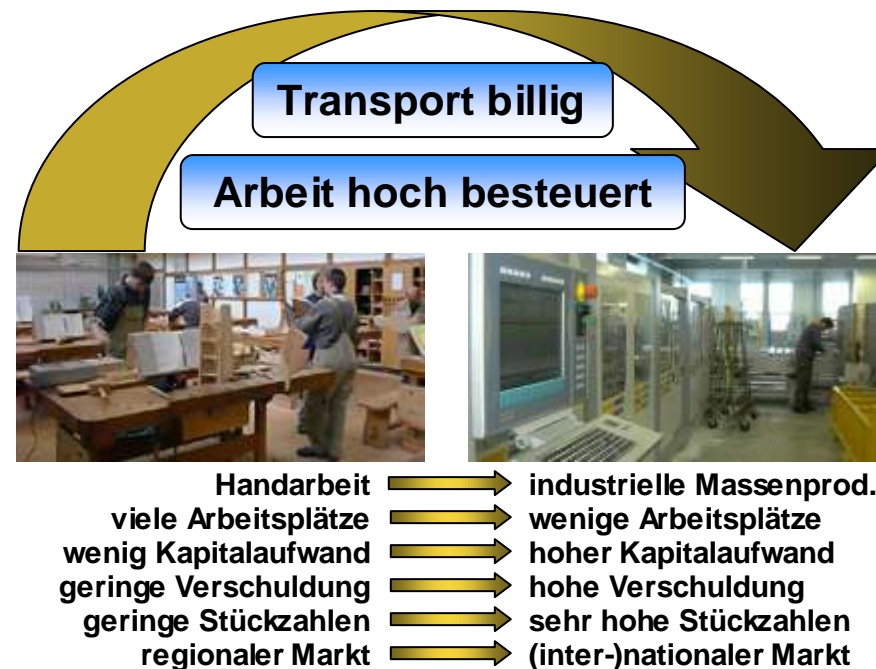 Transport billig
Arbeit hoch besteuert
Handarbeit industrielle Massenprod.
viele Arbeitsplätze wenige Arbeitsplätze
wenig Kapitalaufwand hoher Kapitalaufwand
geringe Verschuldung hohe Verschuldung
geringe Stückzahlen sehr hohe Stückzahlen
regionaler Markt (inter-)nationaler Markt